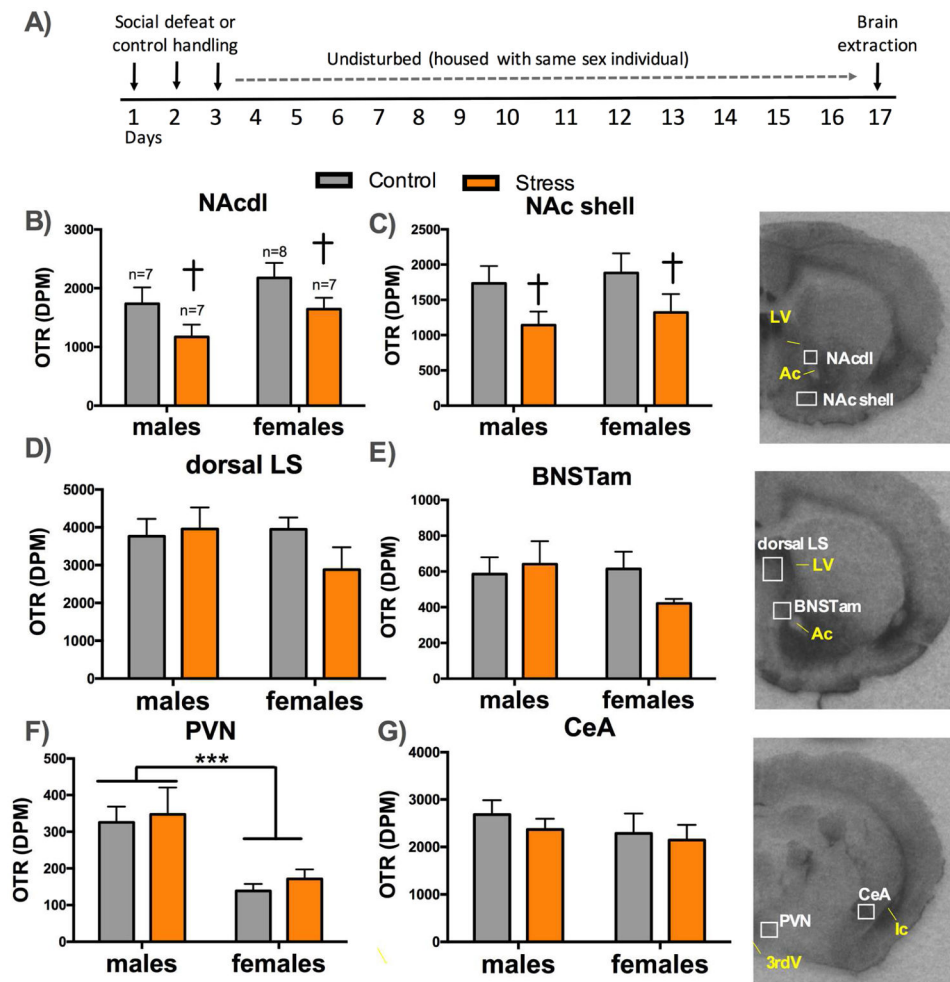 A)
Social defeat or
control handling
Undisturbed (housed with same sex individual)
Brain
extraction
1 2 3 4 5 6 7 8 9 10 11 12 13 14 15 16 17
Days
Control Stress
B)
NAcdl
OTR (DPM)
3000
2000
1000
0
n=7
n=7
n=8
n=7
† †
males females
C)
NAc shell
OTR (DPM)
2500
2000
1500
1000
500
0
† †
males females
LV
NAcdl
Ac
NAc shell
D)
dorsal LS
OTR (DPM)
5000
4000
3000
2000
1000
0
males females
E)
BNSTam
OTR (DPM)
1000
800
600
400
200
0
males females
dorsal LS
LV
BNSTam
Ac
F)
PVN
OTR (DPM)
500
400
300
200
100
0
***
males females
G)
CeA
OTR (DPM)
4000
3000
2000
1000
0
males females
CeA
PVN
Ic
3rdV